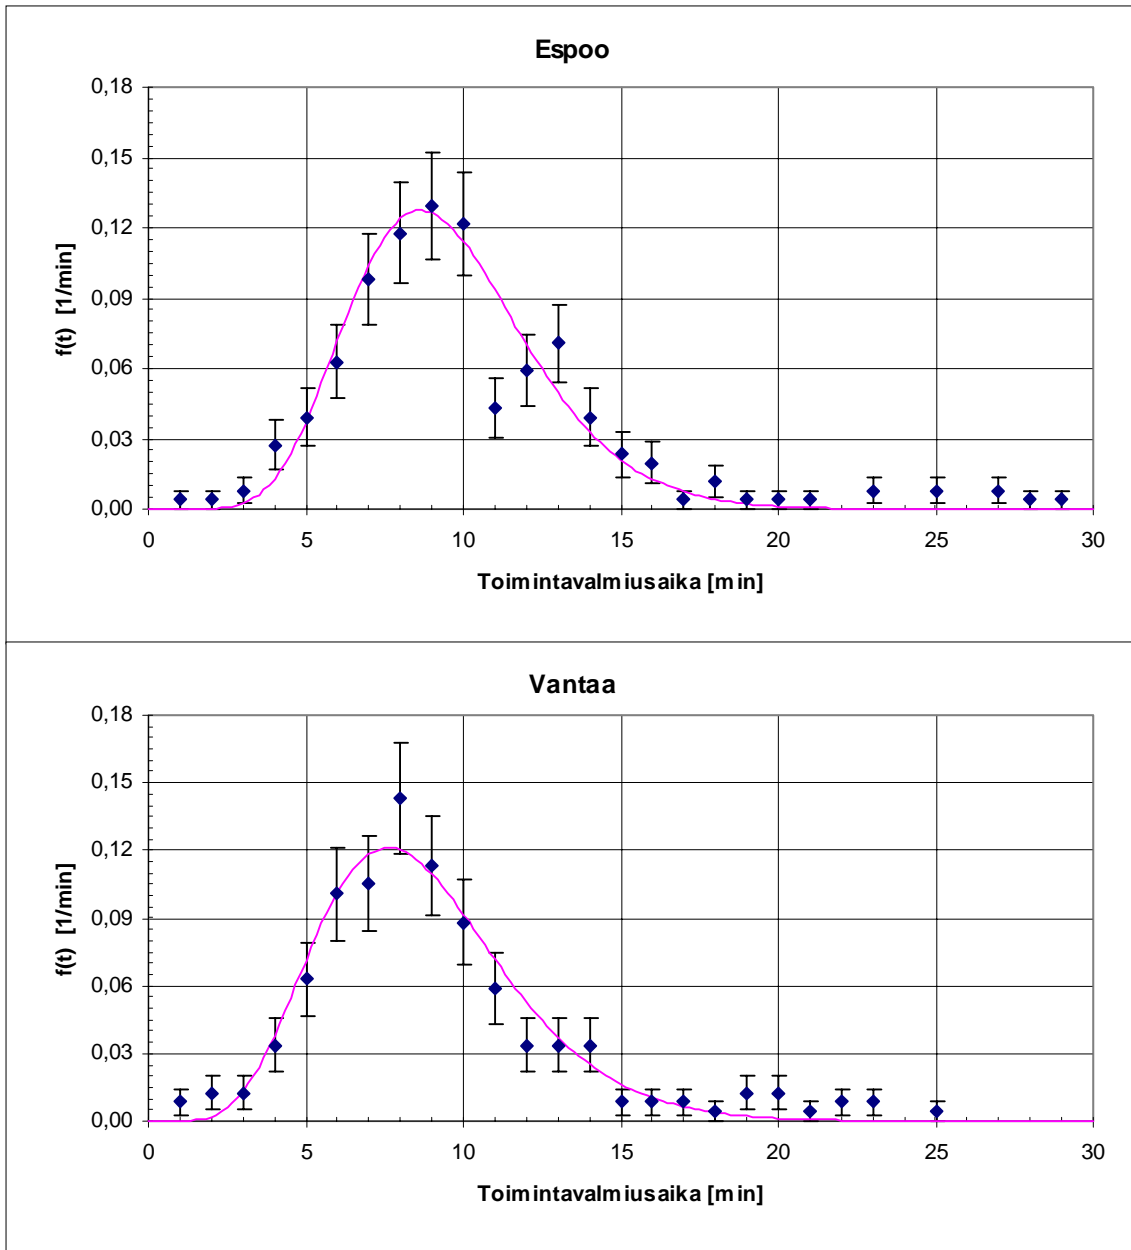 Espoo
0,18
0,15
0,12
0,09
0,06
0,03
0,00
f(t) [1/min]
0 5 10 15 20 25 30
Toimintavalmiusaika [min]
Vantaa
0,18
0,15
0,12
0,09
0,06
0,03
0,00
f(t) [1/min]
0 5 10 15 20 25 30
Toimintavalmiusaika [min]